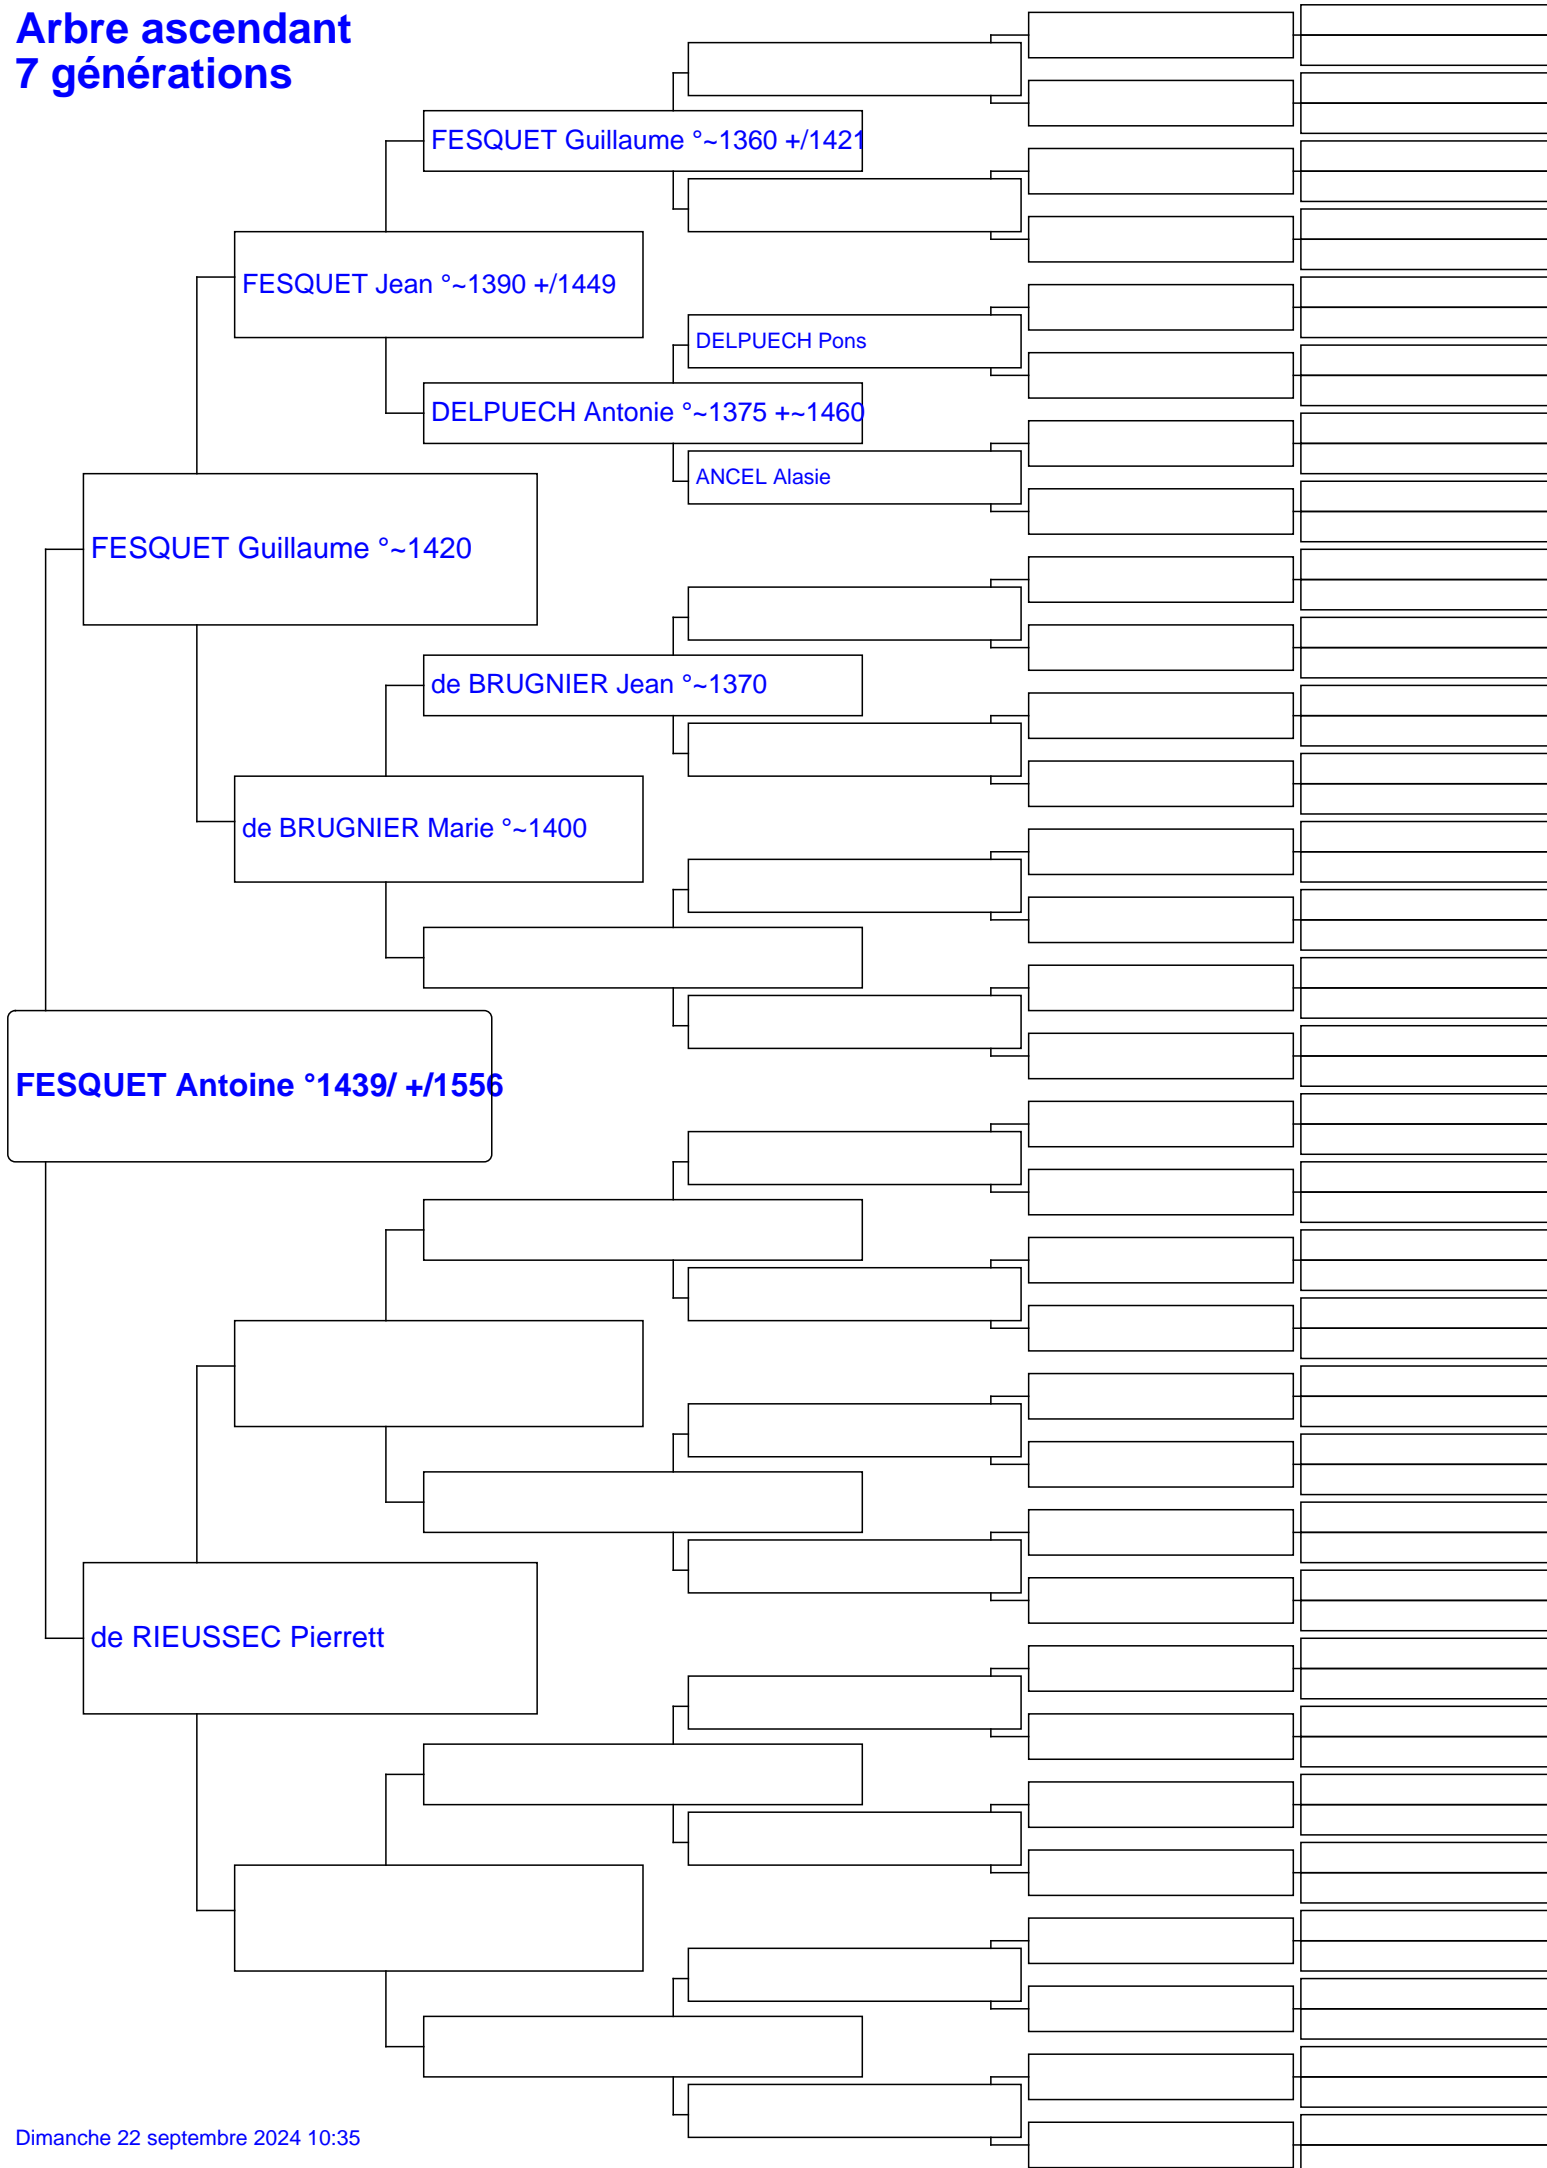 Arbre ascendant
7 générations
FESQUET Guillaume °~1360 +/1421
FESQUET Jean °~1390 +/1449
DELPUECH Pons
DELPUECH Antonie °~1375 +~1460
ANCEL Alasie
FESQUET Guillaume °~1420
de BRUGNIER Jean °~1370
de BRUGNIER Marie °~1400
FESQUET Antoine °1439/ +/1556
de RIEUSSEC Pierrett
Dimanche 22 septembre 2024 10:35